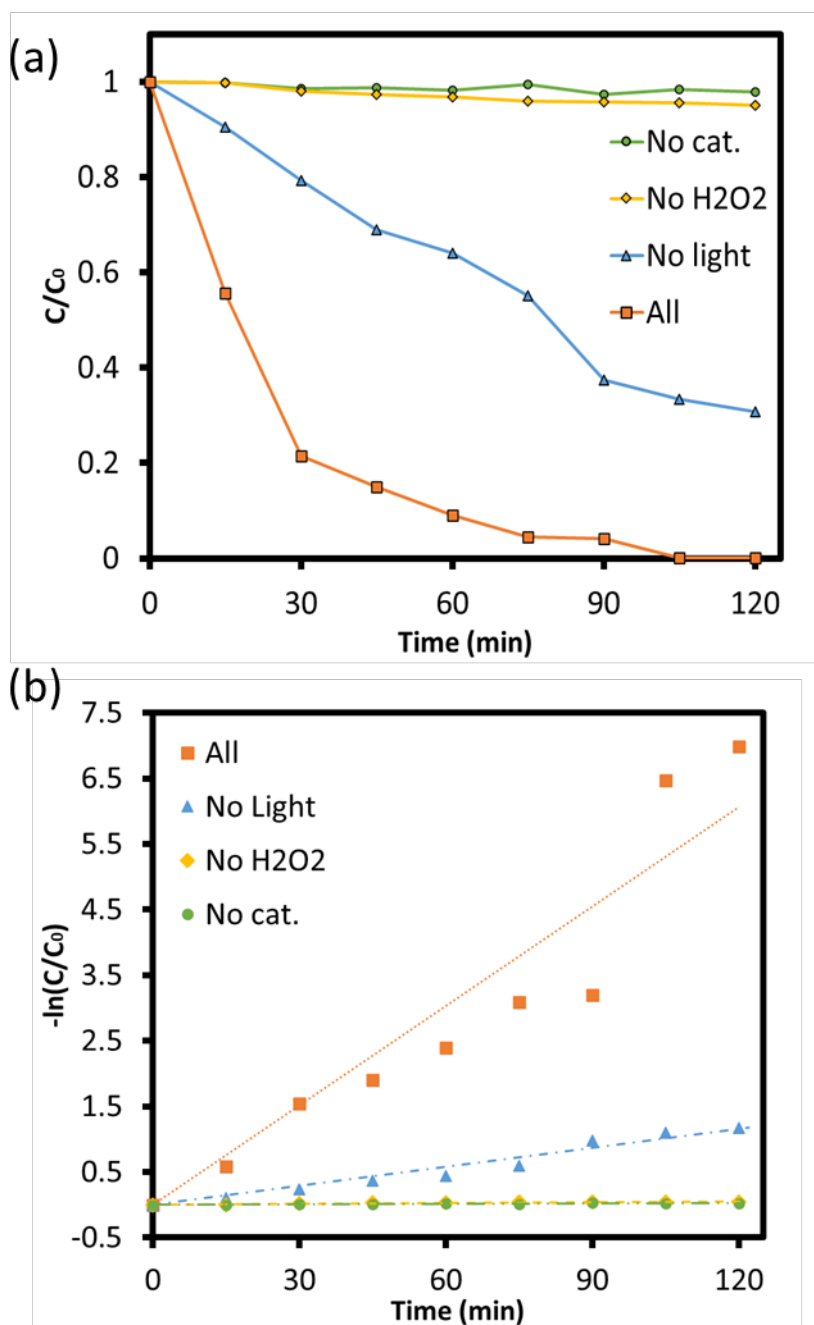 (a)
1
0.8
0.6
0.4
0.2
0
C/C₀
No cat.
No H2O2
No light
All
0 30 60 90 120
Time (min)
(b)
7.5
6.5
5.5
4.5
3.5
2.5
1.5
0.5
-0.5
-ln(C/C₀)
All
No Light
No H2O2
No cat.
0 30 60 90 120
Time (min)